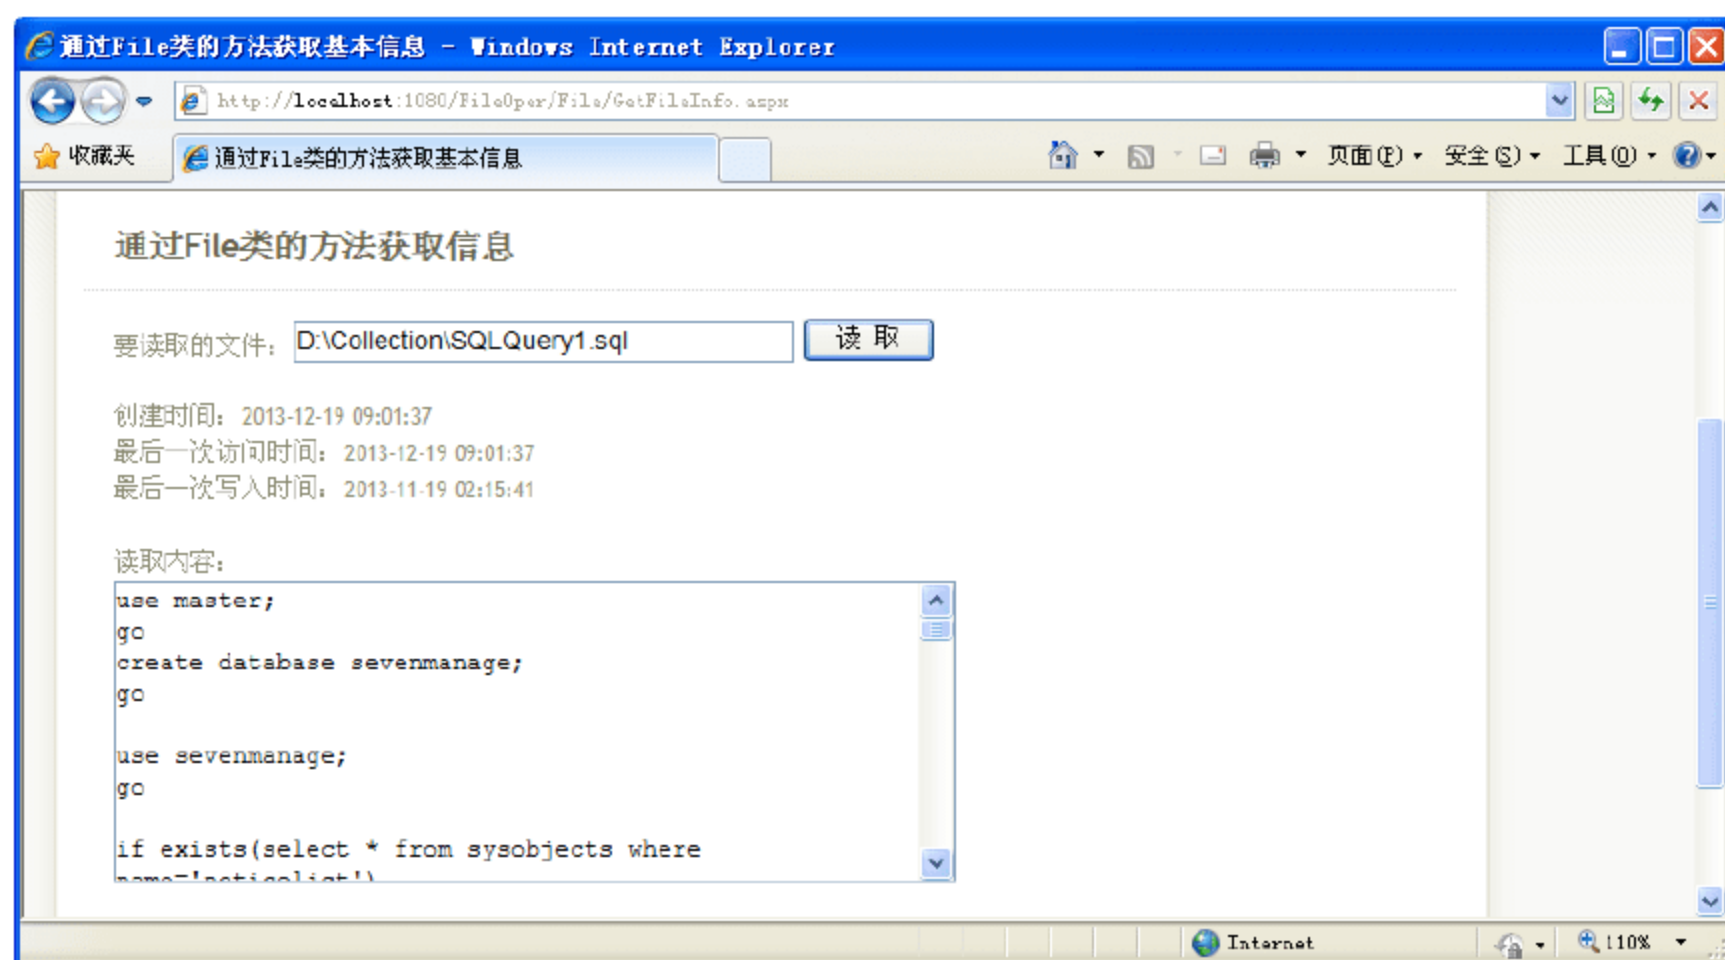 通过File类的方法获取基本信息 - Windows Internet Explorer
http://localhost:1080/FileOper/File/GetFileInfo.aspx
收藏夹 通过File类的方法获取基本信息 页面(P) 安全(S) 工具(O)
通过File类的方法获取信息
要读取的文件: D:\Collection\SQLQuery1.sql 读 取
创建时间: 2013-12-19 09:01:37
最后一次访问时间: 2013-12-19 09:01:37
最后一次写入时间: 2013-11-19 02:15:41
读取内容:
use master;
go
create database sevenmanage;
go
use sevenmanage;
go
if exists(select * from sysobjects where
name='noticelist')
Internet 110%